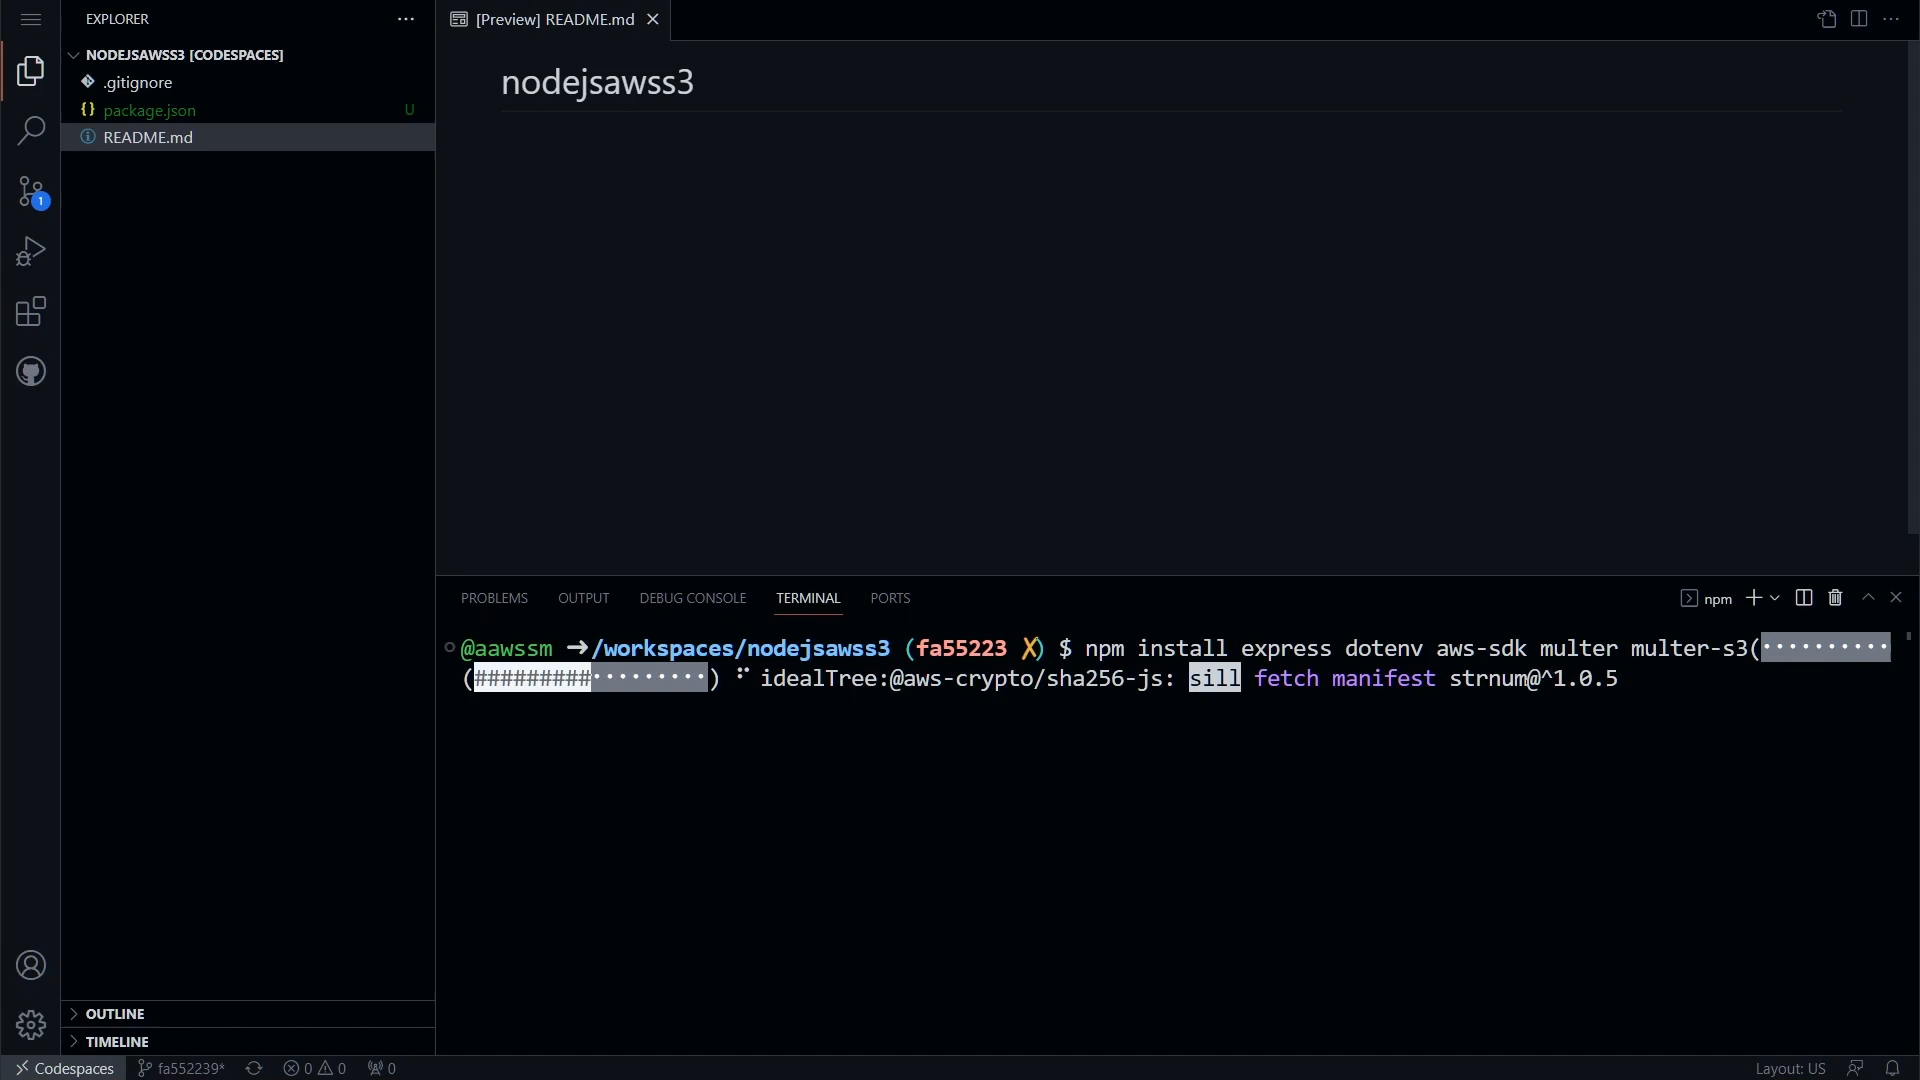 EXPLORER
[Preview] README.md
NODEJSAWSS3 [CODESPACES]
.gitignore
package.json U
README.md
1
nodejsawss3
PROBLEMS OUTPUT DEBUG CONSOLE TERMINAL PORTS
npm
@aawssm ➜/workspaces/nodejsawss3 (fa55223 ✗) $ npm install express dotenv aws-sdk multer multer-s3(⋅⋅⋅⋅⋅⋅⋅⋅⋅⋅
(#########⋅⋅⋅⋅⋅⋅⋅⋅⋅) ⠋ idealTree:@aws-crypto/sha256-js: sill fetch manifest strnum@^1.0.5
OUTLINE
TIMELINE
Codespaces fa552239* 0 0 0 Layout: US